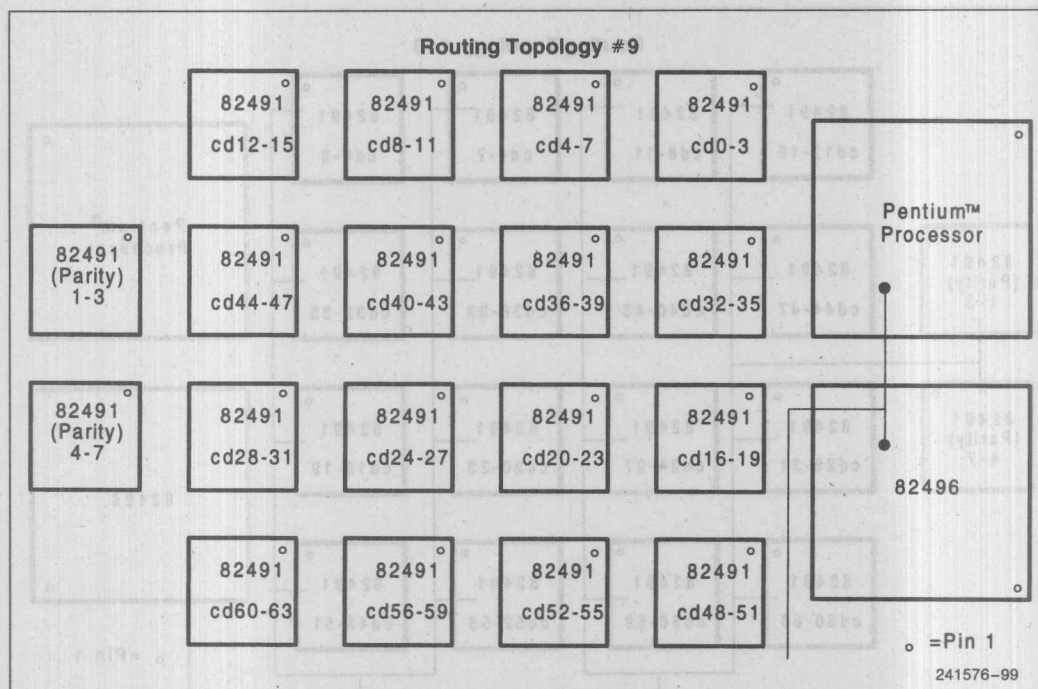 Routing Topology #9
82491
cd12-15
82491
cd8-11
82491
cd4-7
82491
cd0-3
Pentium™
Processor
82491
(Parity)
1-3
82491
cd44-47
82491
cd40-43
82491
cd36-39
82491
cd32-35
82491
(Parity)
4-7
82491
cd28-31
82491
cd24-27
82491
cd20-23
82491
cd16-19
82496
82491
cd60-63
82491
cd56-59
82491
cd52-55
82491
cd48-51
=Pin 1
241576-99